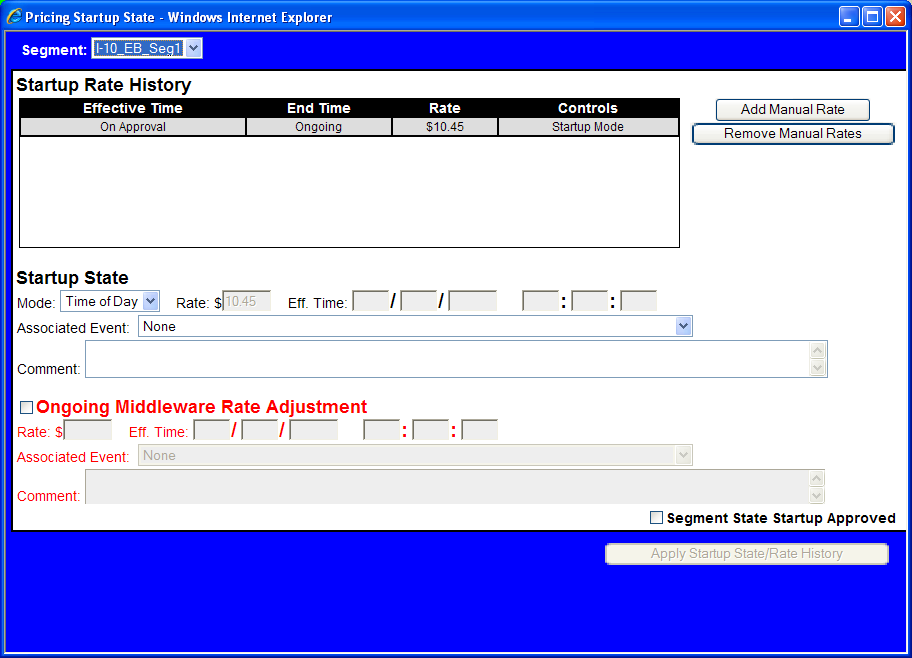 Pricing Startup State - Windows Internet Explorer
Segment: I-10_EB_Seg1
Startup Rate History
Effective Time End Time Rate Controls
On Approval Ongoing $10.45 Startup Mode
Add Manual Rate
Remove Manual Rates
Startup State
Mode: Time of Day Rate: $10.45 Eff. Time: / / : :
Associated Event: None
Comment:
Ongoing Middleware Rate Adjustment
Rate: $ Eff. Time: / / : :
Associated Event: None
Comment:
Segment State Startup Approved
Apply Startup State/Rate History